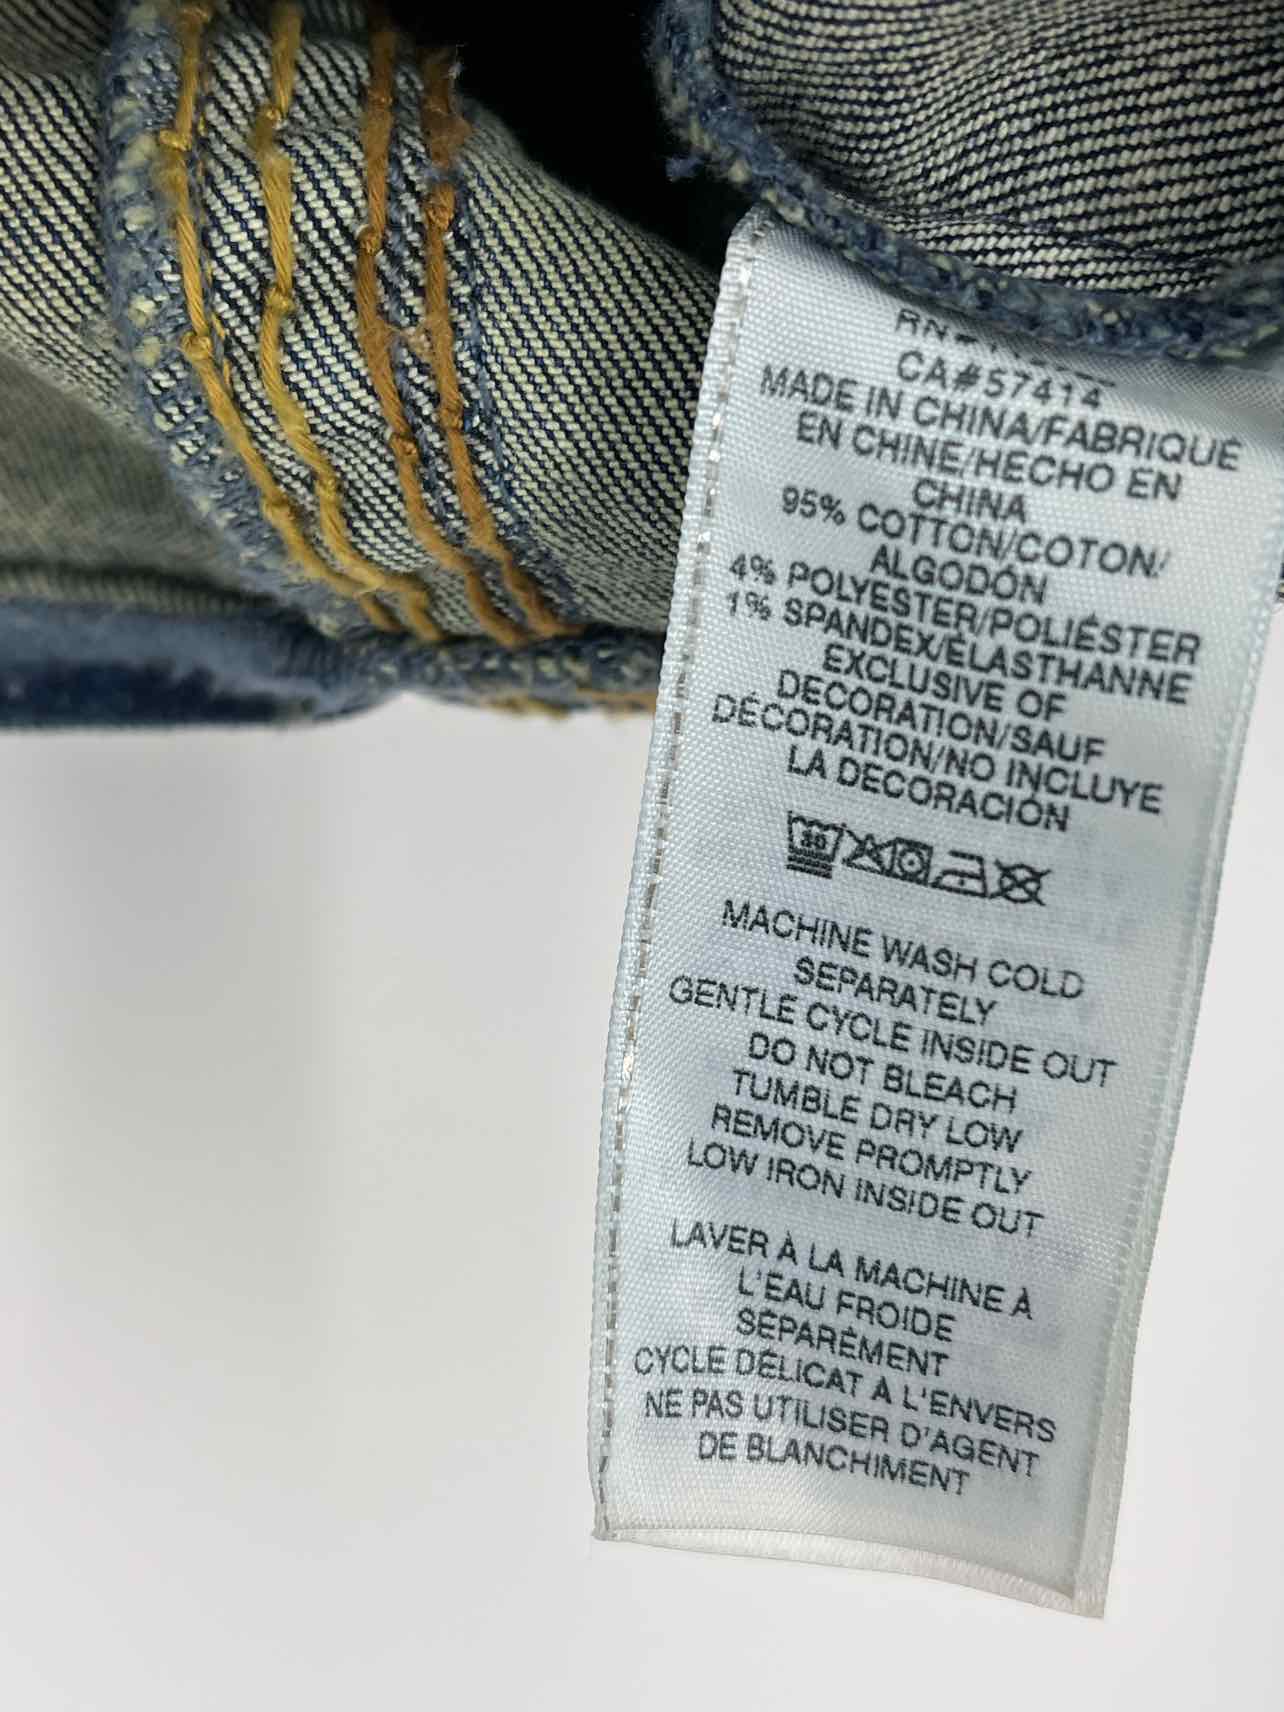 CA#57414
MADE IN CHINA/FABRIQUÉ
EN CHINE/HECHO EN
CHINA
95% COTTON/COTON/
ALGODÓN
4% POLYESTER/POLIÉSTER
1% SPANDEX/ÉLASTHANNE
EXCLUSIVE OF
DECORATION/SAUF
DÉCORATION/NO INCLUYE
LA DECORACIÓN
30
MACHINE WASH COLD
SEPARATELY
GENTLE CYCLE INSIDE OUT
DO NOT BLEACH
TUMBLE DRY LOW
REMOVE PROMPTLY
LOW IRON INSIDE OUT
LAVER À LA MACHINE À
L'EAU FROIDE
SÉPARÉMENT
CYCLE DÉLICAT À L'ENVERS
NE PAS UTILISER D'AGENT
DE BLANCHIMENT